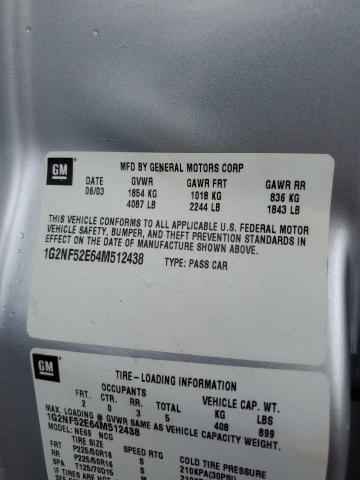 GM
MFD BY GENERAL MOTORS CORP
DATE GVWR GAWR FRT GAWR RR
06/03 1854 KG 1018 KG 836 KG
4087 LB 2244 LB 1843 LB
THIS VEHICLE CONFORMS TO ALL APPLICABLE U.S. FEDERAL MOTOR
VEHICLE SAFETY, BUMPER, AND THEFT PREVENTION STANDARDS IN
EFFECT ON THE DATE OF MANUFACTURE SHOWN ABOVE.
1G2NF52E64M512438 TYPE: PASS CAR
GM
TIRE-LOADING INFORMATION
OCCUPANTS VEHICLE CAP. WT.
FRT. CTR. RR. TOTAL KG LBS
2 0 3 5 408 899
MAX. LOADING @ GVWR SAME AS VEHICLE CAPACITY WEIGHT.
1G2NF52E64M512438
MODEL: NE69 NCG
TIRE SIZE SPEED RTG COLD TIRE PRESSURE
FRT P225/50R16 S 210KPA(30PSI)
RR P225/50R16 S
SPA T125/70D15